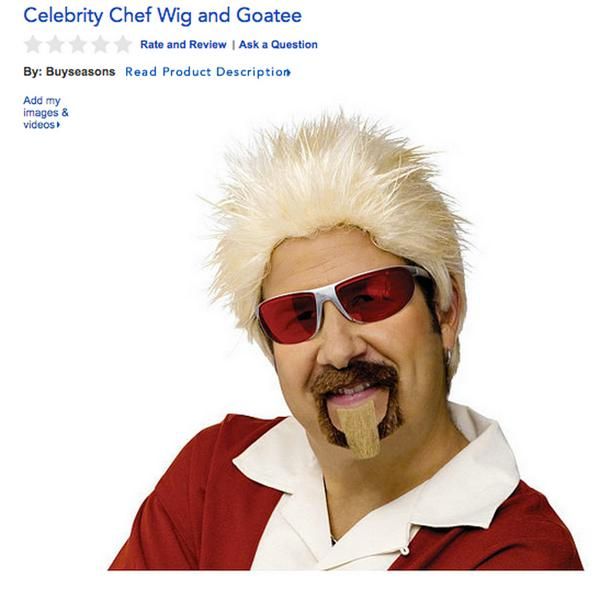 Celebrity Chef Wig and Goatee
Rate and Review | Ask a Question
By: Buyseasons Read Product Description
Add my
images &
videos